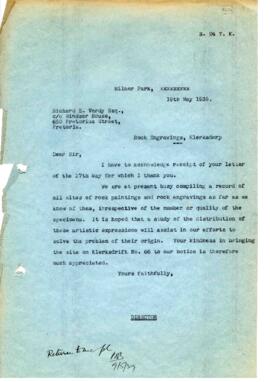 S. 04 T. K.
Milner Park, xxxxxxxx
19th May 1939.
Richard E. Wardy Esq.,
c/o Windsor House,
480 Pretorius Street,
Pretoria.
Rock Engravings, Klerksdorp
Dear Sir,
I have to acknowledge receipt of your letter
of the 17th May for which I thank you.
We are at present busy compiling a record of
all sites of rock paintings and rock engravings as far as we
know of them, irrespective of the number or quality of the
specimens. It is hoped that a study of the distribution of
these artistic expressions will assist in our efforts to
solve the problem of their origin. Your kindness in bringing
the site on Klerksdrift No. 66 to our notice is therefore
much appreciated.
Yours faithfully,
DIRECTOR